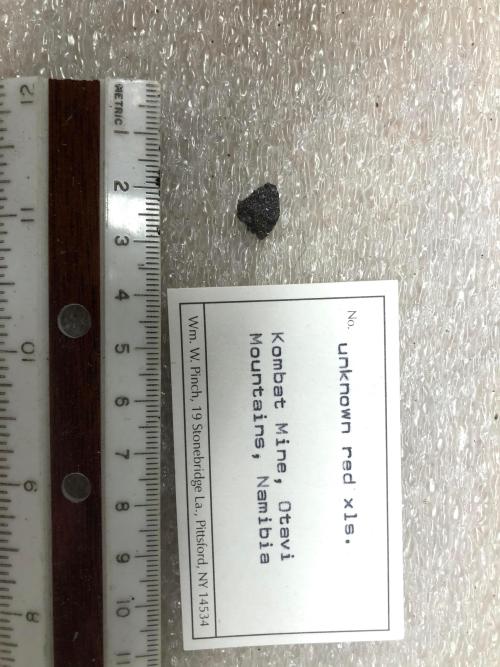 No. unknown red xls.
Kombat Mine, Otavi
Mountains, Namibia
Wm. W. Pinch, 19 Stonebridge La., Pittsford, NY 14534
METRIC 1 2 3 4 5 6 7 8 9 10 11
12 11 10 9 8